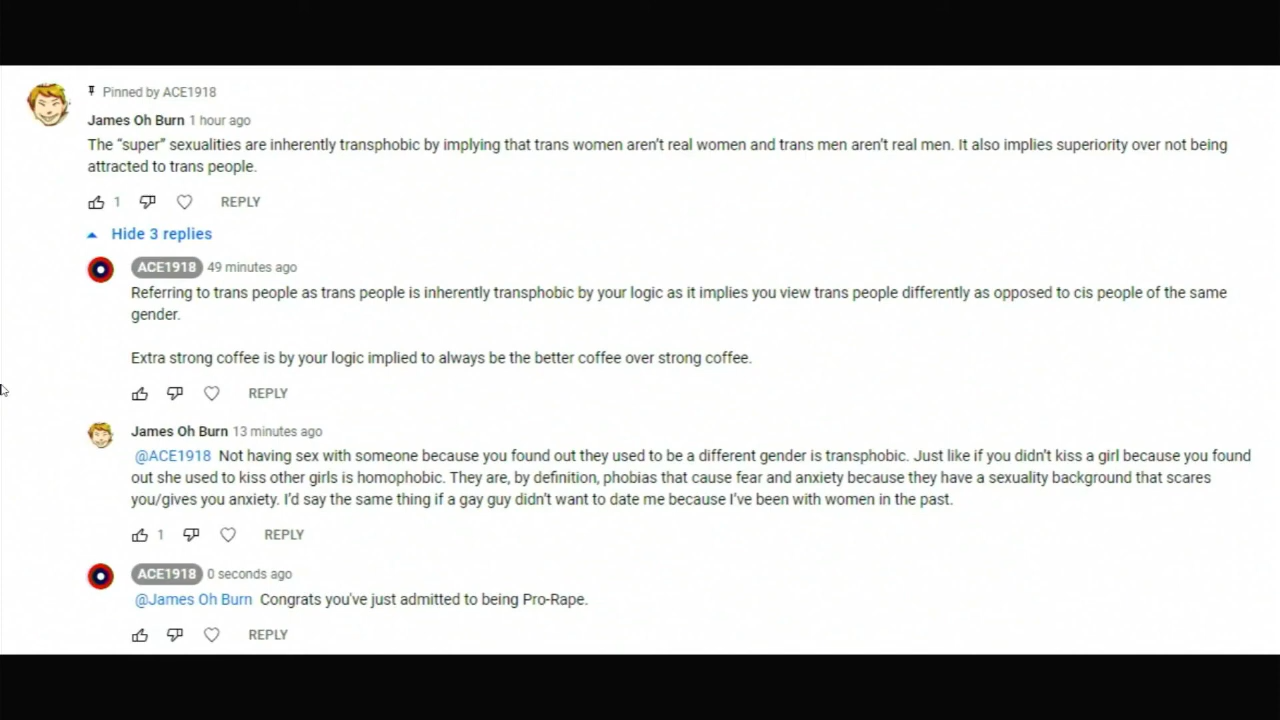 Pinned by ACE1918
James Oh Burn 1 hour ago
The “super” sexualities are inherently transphobic by implying that trans women aren’t real women and trans men aren’t real men. It also implies superiority over not being
attracted to trans people.
1 REPLY
Hide 3 replies
ACE1918 49 minutes ago
Referring to trans people as trans people is inherently transphobic by your logic as it implies you view trans people differently as opposed to cis people of the same
gender.
Extra strong coffee is by your logic implied to always be the better coffee over strong coffee.
REPLY
James Oh Burn 13 minutes ago
@ACE1918 Not having sex with someone because you found out they used to be a different gender is transphobic. Just like if you didn’t kiss a girl because you found
out she used to kiss other girls is homophobic. They are, by definition, phobias that cause fear and anxiety because they have a sexuality background that scares
you/gives you anxiety. I’d say the same thing if a gay guy didn’t want to date me because I’ve been with women in the past.
1 REPLY
ACE1918 0 seconds ago
@James Oh Burn Congrats you've just admitted to being Pro-Rape.
REPLY